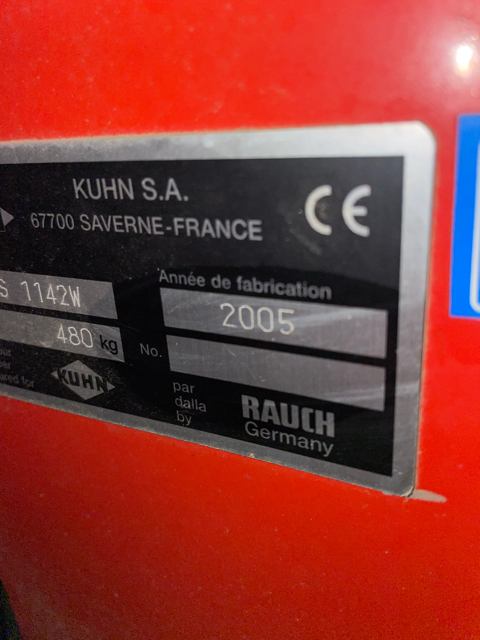 KUHN S.A.
CE
67700 SAVERNE-FRANCE
Année de fabrication
S 1142W
2005
480 kg
No.
KUHN
par
dalla
by
RAUCH
Germany